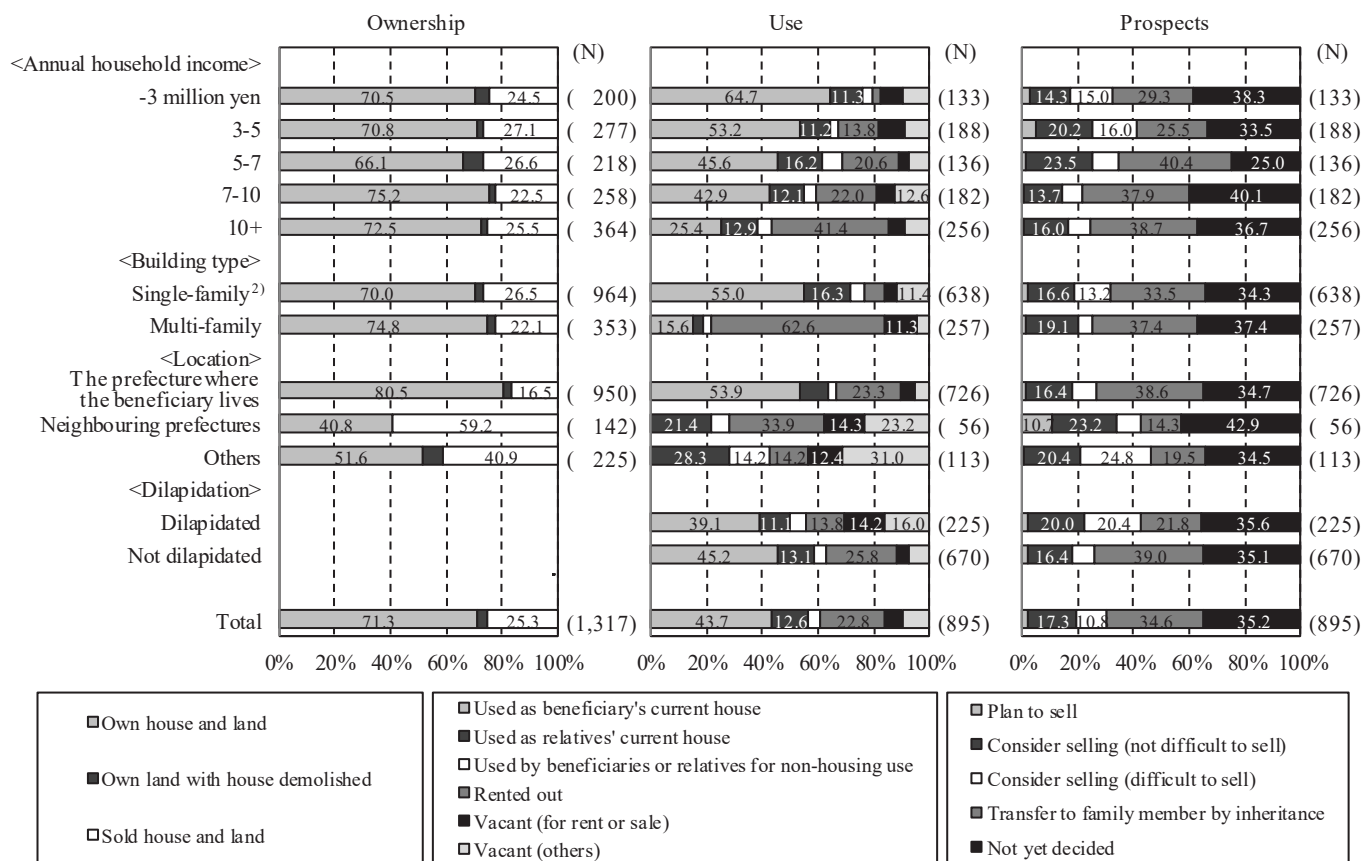 Ownership Use Prospects
(N) (N) (N)
<Annual household income>
-3 million yen 70.5 24.5 ( 200) 64.7 11.3 (133) 14.3 15.0 29.3 38.3 (133)
3-5 70.8 27.1 ( 277) 53.2 11.2 13.8 (188) 20.2 16.0 25.5 33.5 (188)
5-7 66.1 26.6 ( 218) 45.6 16.2 20.6 (136) 23.5 40.4 25.0 (136)
7-10 75.2 22.5 ( 258) 42.9 12.1 22.0 12.6 (182) 13.7 37.9 40.1 (182)
10+ 72.5 25.5 ( 364) 25.4 12.9 41.4 (256) 16.0 38.7 36.7 (256)
<Building type>
Single-family2) 70.0 26.5 ( 964) 55.0 16.3 11.4 (638) 16.6 13.2 33.5 34.3 (638)
Multi-family 74.8 22.1 ( 353) 15.6 62.6 11.3 (257) 19.1 37.4 37.4 (257)
<Location>
The prefecture where
the beneficiary lives 80.5 16.5 ( 950) 53.9 23.3 (726) 16.4 38.6 34.7 (726)
Neighbouring prefectures 40.8 59.2 ( 142) 21.4 33.9 14.3 23.2 ( 56) 10.7 23.2 14.3 42.9 ( 56)
Others 51.6 40.9 ( 225) 28.3 14.2 14.2 12.4 31.0 (113) 20.4 24.8 19.5 34.5 (113)
<Dilapidation>
Dilapidated 39.1 11.1 13.8 14.2 16.0 (225) 20.0 20.4 21.8 35.6 (225)
Not dilapidated 45.2 13.1 25.8 (670) 16.4 39.0 35.1 (670)
Total 71.3 25.3 (1,317) 43.7 12.6 22.8 (895) 17.3 10.8 34.6 35.2 (895)
0% 20% 40% 60% 80% 100% 0% 20% 40% 60% 80% 100% 0% 20% 40% 60% 80% 100%
Own house and land
Own land with house demolished
Sold house and land
Used as beneficiary's current house
Used as relatives' current house
Used by beneficiaries or relatives for non-housing use
Rented out
Vacant (for rent or sale)
Vacant (others)
Plan to sell
Consider selling (not difficult to sell)
Consider selling (difficult to sell)
Transfer to family member by inheritance
Not yet decided